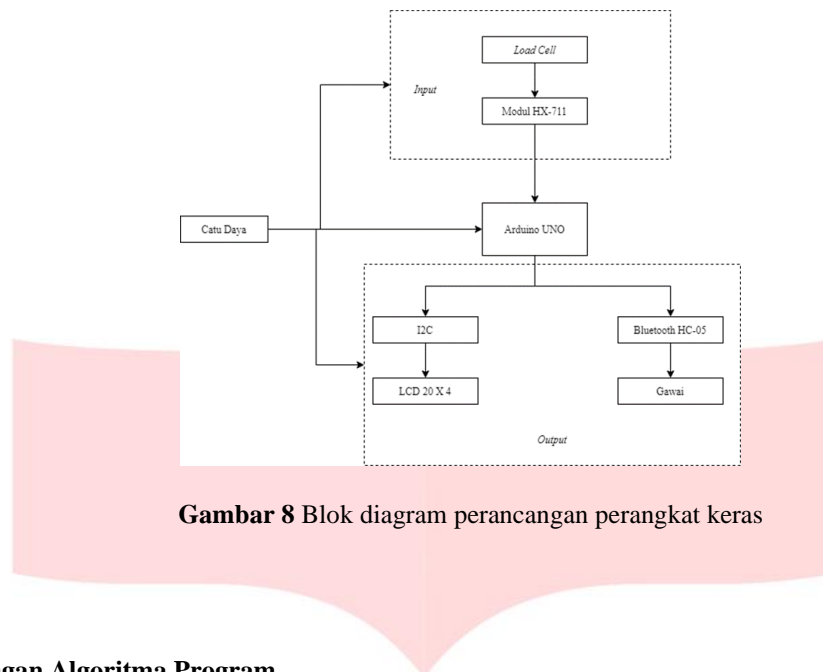 Load Cell
Input
Modul HX-711
Catu Daya
Arduino UNO
I2C
Bluetooth HC-05
LCD 20 X 4
Gawai
Output
Gambar 8 Blok diagram perancangan perangkat keras
Algoritma Program